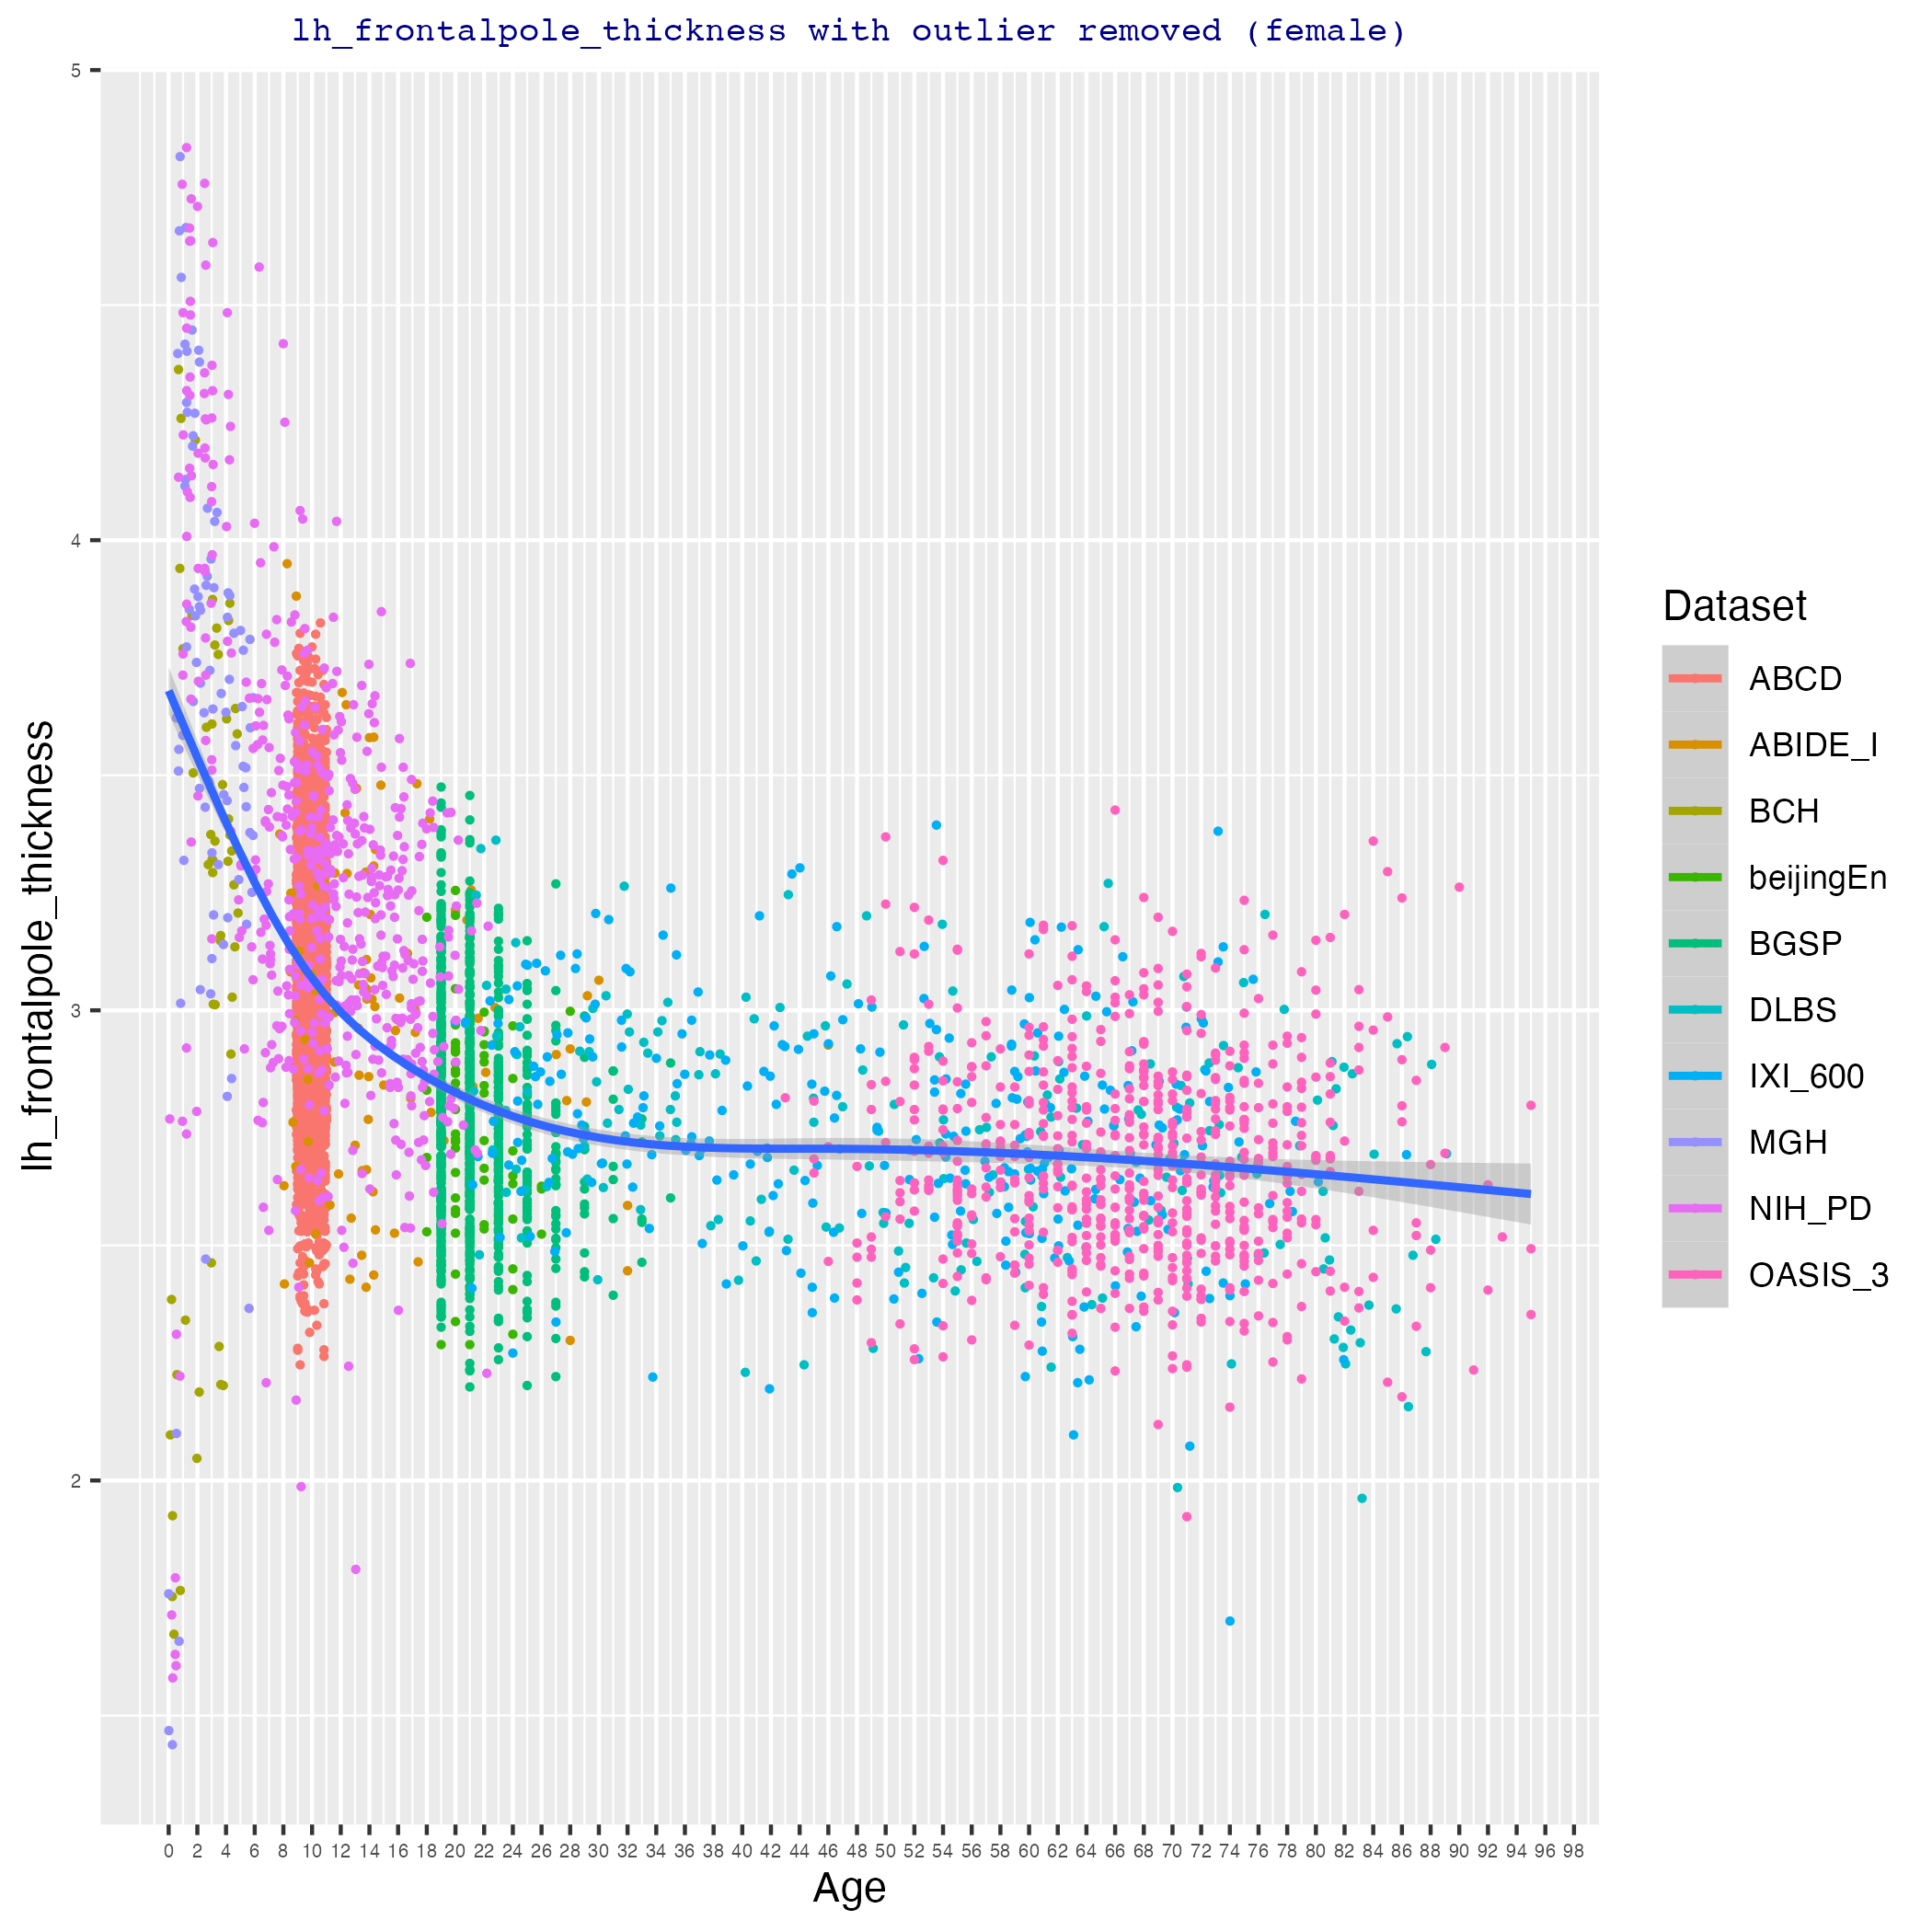 lh_frontalpole_thickness with outlier removed (female)
5
4
3
2
lh_frontalpole_thickness
0 2 4 6 8 10 12 14 16 18 20 22 24 26 28 30 32 34 36 38 40 42 44 46 48 50 52 54 56 58 60 62 64 66 68 70 72 74 76 78 80 82 84 86 88 90 92 94 96 98
Age
Dataset
ABCD
ABIDE_I
BCH
beijingEn
BGSP
DLBS
IXI_600
MGH
NIH_PD
OASIS_3